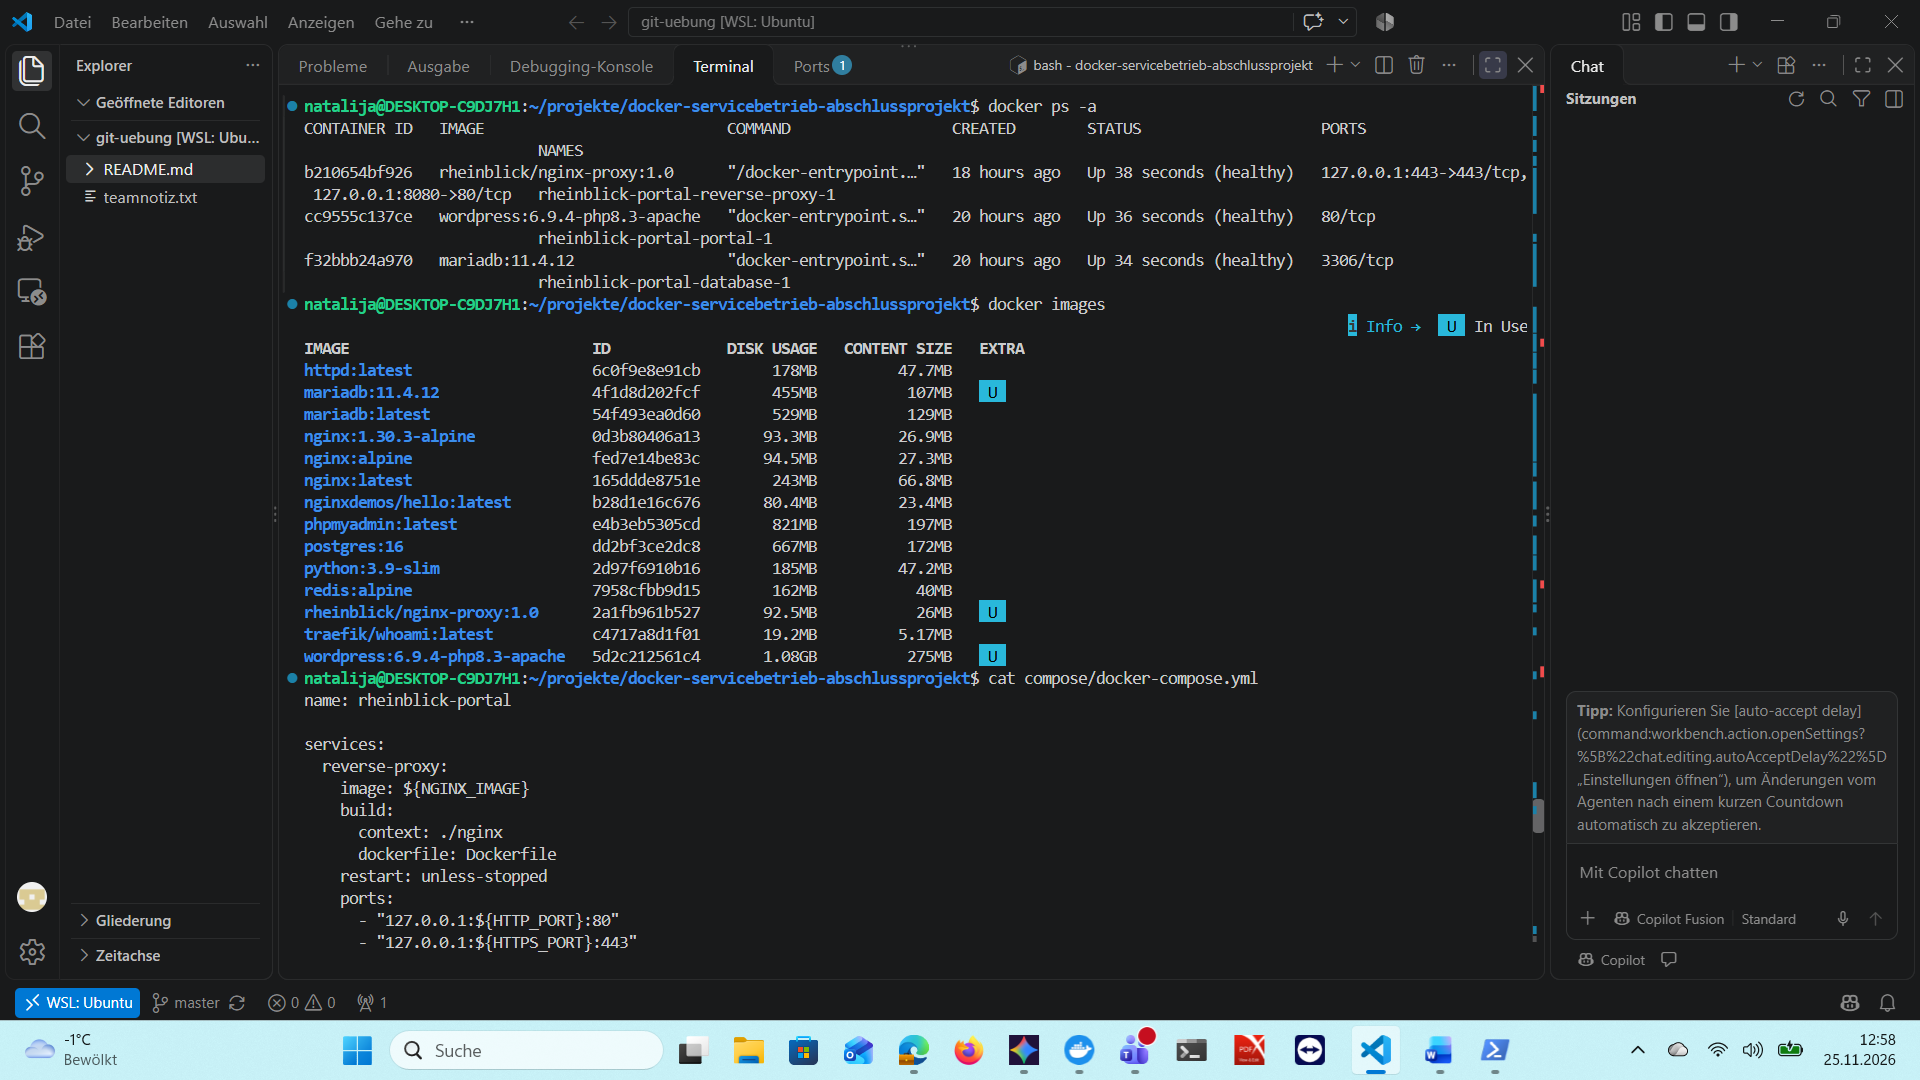 Datei Bearbeiten Auswahl Anzeigen Gehe zu ··· git-uebung [WSL: Ubuntu]
Explorer ···
Geöffnete Editoren
git-uebung [WSL: Ubu...
README.md
teamnotiz.txt
Gliederung
Zeitachse
Probleme Ausgabe Debugging-Konsole Terminal Ports 1 bash - docker-servicebetrieb-abschlussprojekt
natalija@DESKTOP-C9DJ7H1:~/projekte/docker-servicebetrieb-abschlussprojekt$ docker ps -a
CONTAINER ID IMAGE COMMAND CREATED STATUS PORTS
NAMES
b210654bf926 rheinblick/nginx-proxy:1.0 "/docker-entrypoint.…" 18 hours ago Up 38 seconds (healthy) 127.0.0.1:443->443/tcp,
127.0.0.1:8080->80/tcp rheinblick-portal-reverse-proxy-1
cc9555c137ce wordpress:6.9.4-php8.3-apache "docker-entrypoint.s…" 20 hours ago Up 36 seconds (healthy) 80/tcp
rheinblick-portal-portal-1
f32bbb24a970 mariadb:11.4.12 "docker-entrypoint.s…" 20 hours ago Up 34 seconds (healthy) 3306/tcp
rheinblick-portal-database-1
natalija@DESKTOP-C9DJ7H1:~/projekte/docker-servicebetrieb-abschlussprojekt$ docker images
i Info → U In Use
IMAGE ID DISK USAGE CONTENT SIZE EXTRA
httpd:latest 6c0f9e8e91cb 178MB 47.7MB
mariadb:11.4.12 4f1d8d202fcf 455MB 107MB U
mariadb:latest 54f493ea0d60 529MB 129MB
nginx:1.30.3-alpine 0d3b80406a13 93.3MB 26.9MB
nginx:alpine fed7e14be83c 94.5MB 27.3MB
nginx:latest 165ddde8751e 243MB 66.8MB
nginxdemos/hello:latest b28d1e16c676 80.4MB 23.4MB
phpmyadmin:latest e4b3eb5305cd 821MB 197MB
postgres:16 dd2bf3ce2dc8 667MB 172MB
python:3.9-slim 2d97f6910b16 185MB 47.2MB
redis:alpine 7958cfbb9d15 162MB 40MB
rheinblick/nginx-proxy:1.0 2a1fb961b527 92.5MB 26MB U
traefik/whoami:latest c4717a8d1f01 19.2MB 5.17MB
wordpress:6.9.4-php8.3-apache 5d2c212561c4 1.08GB 275MB U
natalija@DESKTOP-C9DJ7H1:~/projekte/docker-servicebetrieb-abschlussprojekt$ cat compose/docker-compose.yml
name: rheinblick-portal
services:
reverse-proxy:
image: ${NGINX_IMAGE}
build:
context: ./nginx
dockerfile: Dockerfile
restart: unless-stopped
ports:
- "127.0.0.1:${HTTP_PORT}:80"
- "127.0.0.1:${HTTPS_PORT}:443"
Chat
Sitzungen
Tipp: Konfigurieren Sie [auto-accept delay]
(command:workbench.action.openSettings?
%5B%22chat.editing.autoAcceptDelay%22%5D
„Einstellungen öffnen“), um Änderungen vom
Agenten nach einem kurzen Countdown
automatisch zu akzeptieren.
Mit Copilot chatten
Copilot Fusion Standard
Copilot
WSL: Ubuntu master 0 0 1
-1°C
Bewölkt
Suche
12:58
25.11.2026